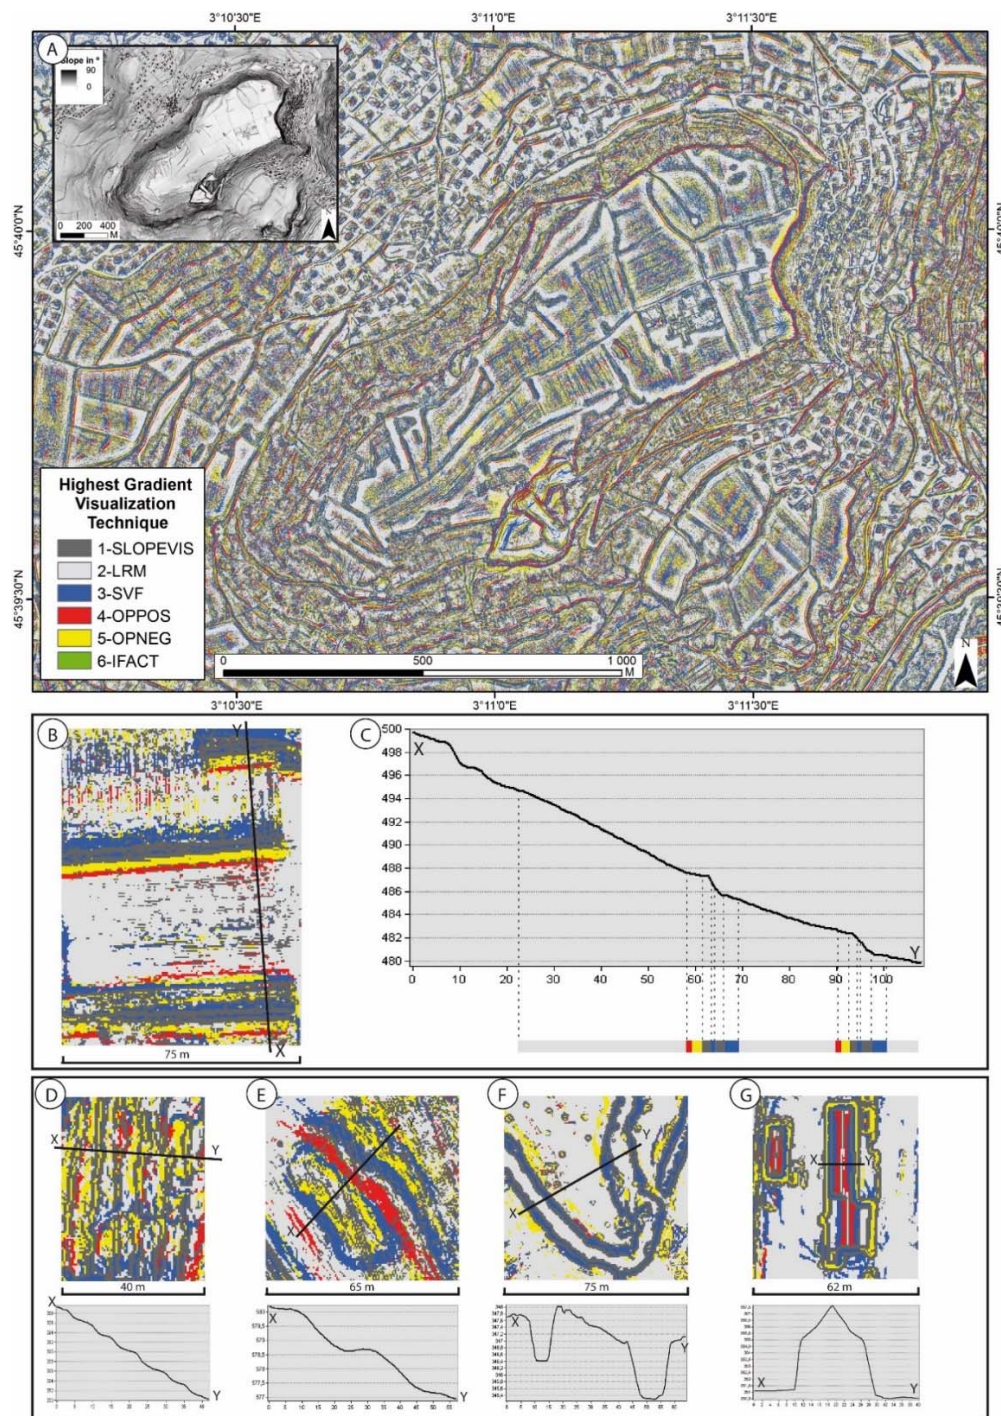 3°10'30"E 3°11'0"E 3°11'30"E
A
Slope in °
90
0
0 200 400
M
N
45°40'0"N
45°40'0"N
45°39'30"N
Highest Gradient
Visualization
Technique
1-SLOPEVIS
2-LRM
3-SVF
4-OPPOS
5-OPNEG
6-IFACT
0 500 1 000
M
N
3°10'30"E 3°11'0"E 3°11'30"E
B
Y
X
75 m
C
500
498
496
494
492
490
488
486
484
482
480
X
Y
0 10 20 30 40 50 60 70 80 90 100
D
X
Y
40 m
X
Y
E
X
Y
65 m
X
Y
F
X
Y
75 m
X
Y
G
X
Y
62 m
X
Y